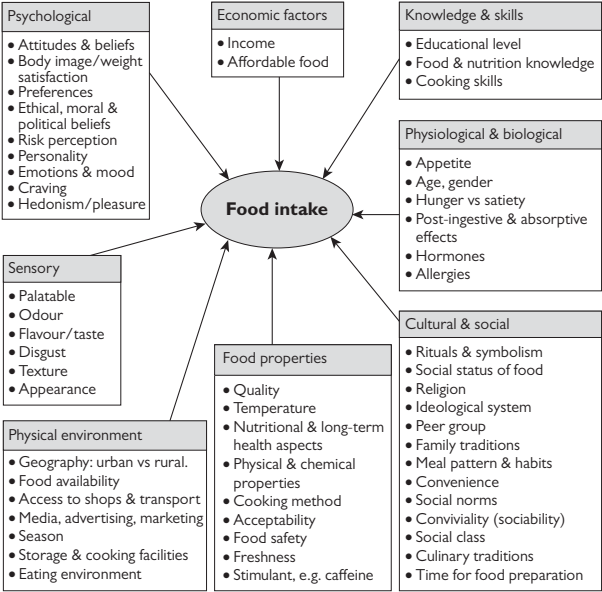 Psychological
• Attitudes & beliefs
• Body image/weight
satisfaction
• Preferences
• Ethical, moral &
political beliefs
• Risk perception
• Personality
• Emotions & mood
• Craving
• Hedonism/pleasure
Economic factors
• Income
• Affordable food
Knowledge & skills
• Educational level
• Food & nutrition knowledge
• Cooking skills
Physiological & biological
• Appetite
• Age, gender
• Hunger vs satiety
• Post-ingestive & absorptive
effects
• Hormones
• Allergies
Food intake
Sensory
• Palatable
• Odour
• Flavour/taste
• Disgust
• Texture
• Appearance
Physical environment
• Geography: urban vs rural.
• Food availability
• Access to shops & transport
• Media, advertising, marketing
• Season
• Storage & cooking facilities
• Eating environment
Food properties
• Quality
• Temperature
• Nutritional & long-term
health aspects
• Physical & chemical
properties
• Cooking method
• Acceptability
• Food safety
• Freshness
• Stimulant, e.g. caffeine
Cultural & social
• Rituals & symbolism
• Social status of food
• Religion
• Ideological system
• Peer group
• Family traditions
• Meal pattern & habits
• Convenience
• Social norms
• Conviviality (sociability)
• Social class
• Culinary traditions
• Time for food preparation